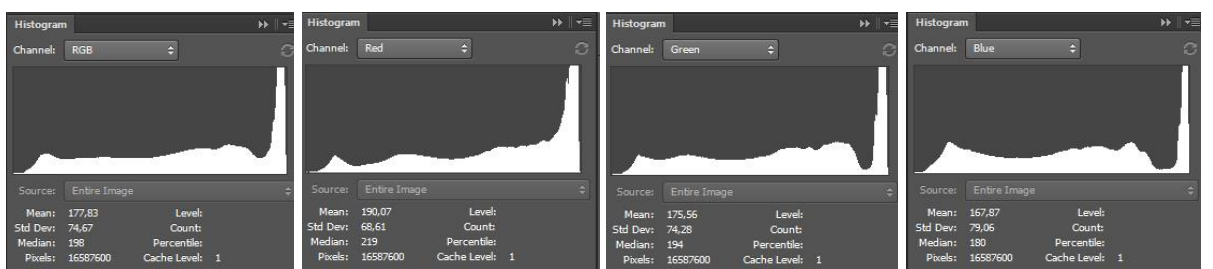 Histogram
Channel: RGB
Source: Entire Image
Mean: 177,83 Level:
Std Dev: 74,67 Count:
Median: 198 Percentile:
Pixels: 16587600 Cache Level: 1
Histogram
Channel: Red
Source: Entire Image
Mean: 190,07 Level:
Std Dev: 68,61 Count:
Median: 219 Percentile:
Pixels: 16587600 Cache Level: 1
Histogram
Channel: Green
Source: Entire Image
Mean: 175,56 Level:
Std Dev: 74,28 Count:
Median: 194 Percentile:
Pixels: 16587600 Cache Level: 1
Histogram
Channel: Blue
Source: Entire Image
Mean: 167,87 Level:
Std Dev: 79,06 Count:
Median: 180 Percentile:
Pixels: 16587600 Cache Level: 1